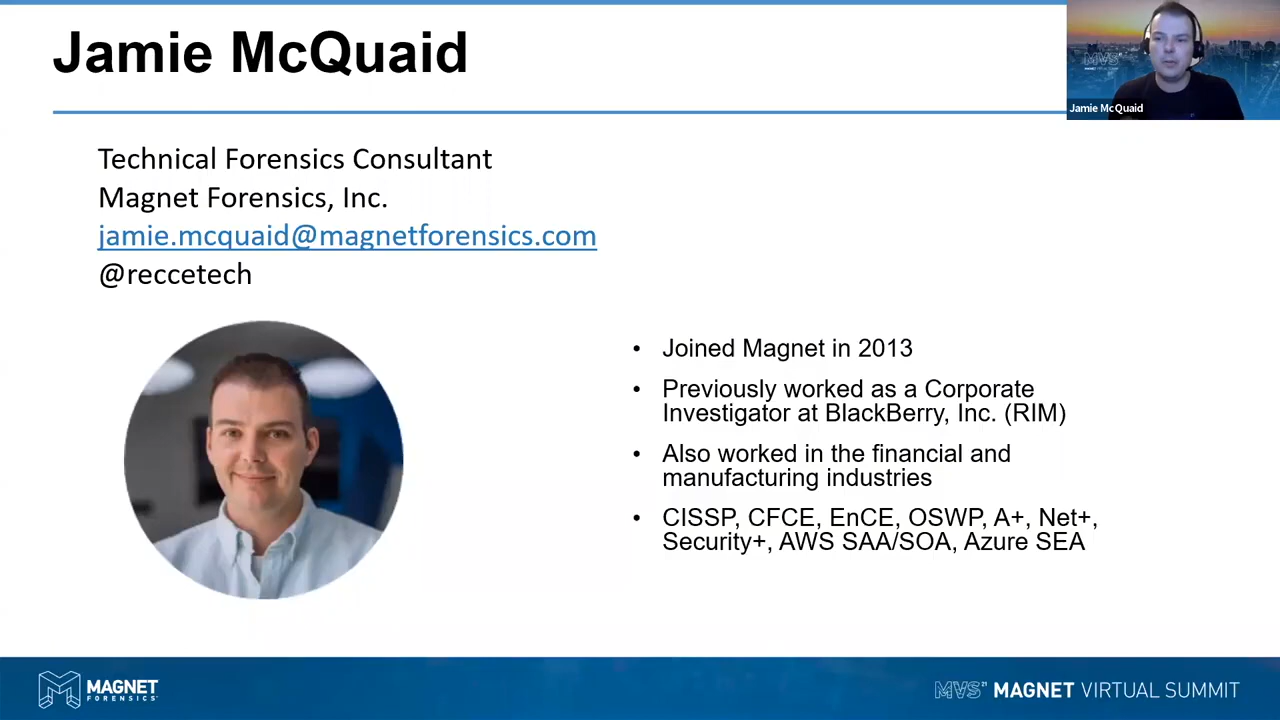 Jamie McQuaid
MVS
Jamie McQuaid
Technical Forensics Consultant
Magnet Forensics, Inc.
jamie.mcquaid@magnetforensics.com
@reccetech
• Joined Magnet in 2013
• Previously worked as a Corporate
Investigator at BlackBerry, Inc. (RIM)
• Also worked in the financial and
manufacturing industries
• CISSP, CFCE, EnCE, OSWP, A+, Net+,
Security+, AWS SAA/SOA, Azure SEA
MAGNET
FORENSICS
MVS21 MAGNET VIRTUAL SUMMIT